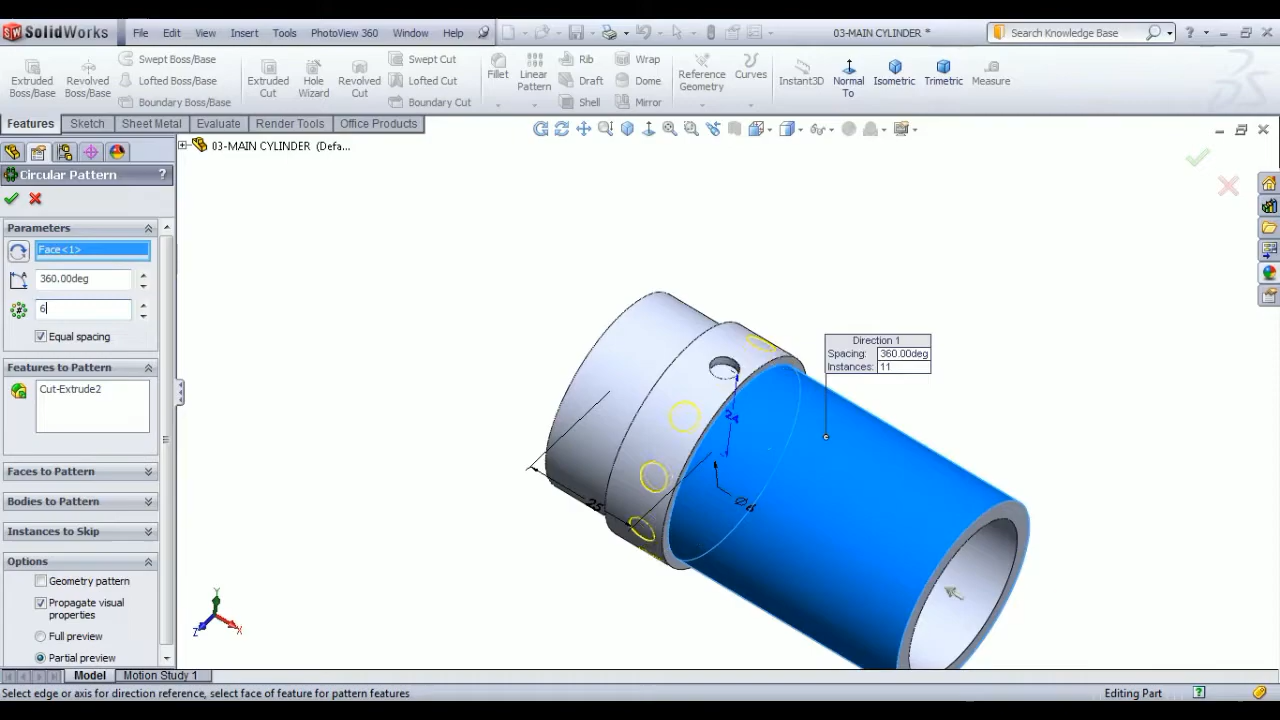 SolidWorks File Edit View Insert Tools PhotoView 360 Window Help 03-MAIN CYLINDER * Search Knowledge Base ?
Extruded Boss/Base
Revolved Boss/Base
Swept Boss/Base
Lofted Boss/Base
Boundary Boss/Base
Extruded Cut
Hole Wizard
Revolved Cut
Swept Cut
Lofted Cut
Boundary Cut
Fillet
Linear Pattern
Rib
Draft
Shell
Wrap
Dome
Mirror
Reference Geometry
Curves
Instant3D
Normal To
Isometric
Trimetric
Measure
Features Sketch Sheet Metal Evaluate Render Tools Office Products
03-MAIN CYLINDER (Defa...
Circular Pattern ?
Parameters
Face<1>
360.00deg
6
Equal spacing
Features to Pattern
Cut-Extrude2
Faces to Pattern
Bodies to Pattern
Instances to Skip
Options
Geometry pattern
Propagate visual
properties
Full preview
Partial preview
Direction 1
Spacing: 360.00deg
Instances: 11
24
25
Ø6
Y
Z
X
Model Motion Study 1
Select edge or axis for direction reference, select face of feature for pattern features Editing Part ?